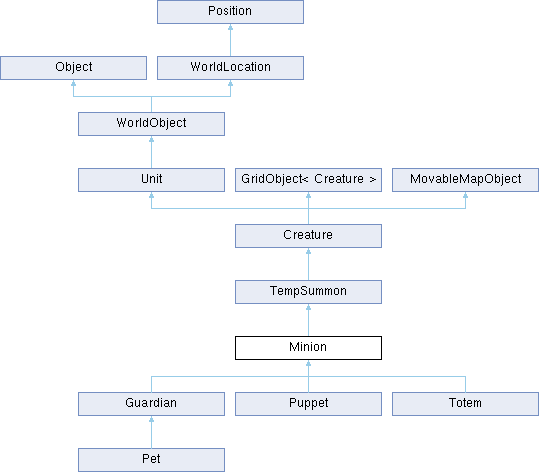 Position
Object
WorldLocation
WorldObject
Unit
GridObject< Creature >
MovableMapObject
Creature
TempSummon
Minion
Guardian
Puppet
Totem
Pet